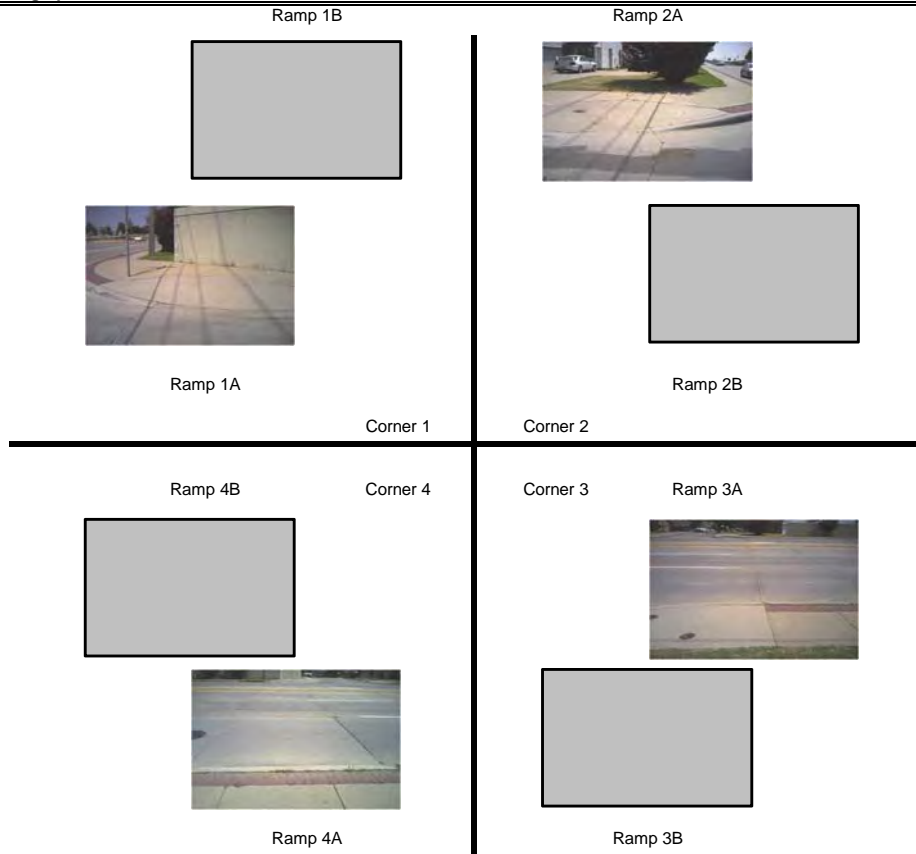 Ramp 1B Ramp 2A
Ramp 1A Ramp 2B
Corner 1 Corner 2
Ramp 4B Corner 4 Corner 3 Ramp 3A
Ramp 4A Ramp 3B